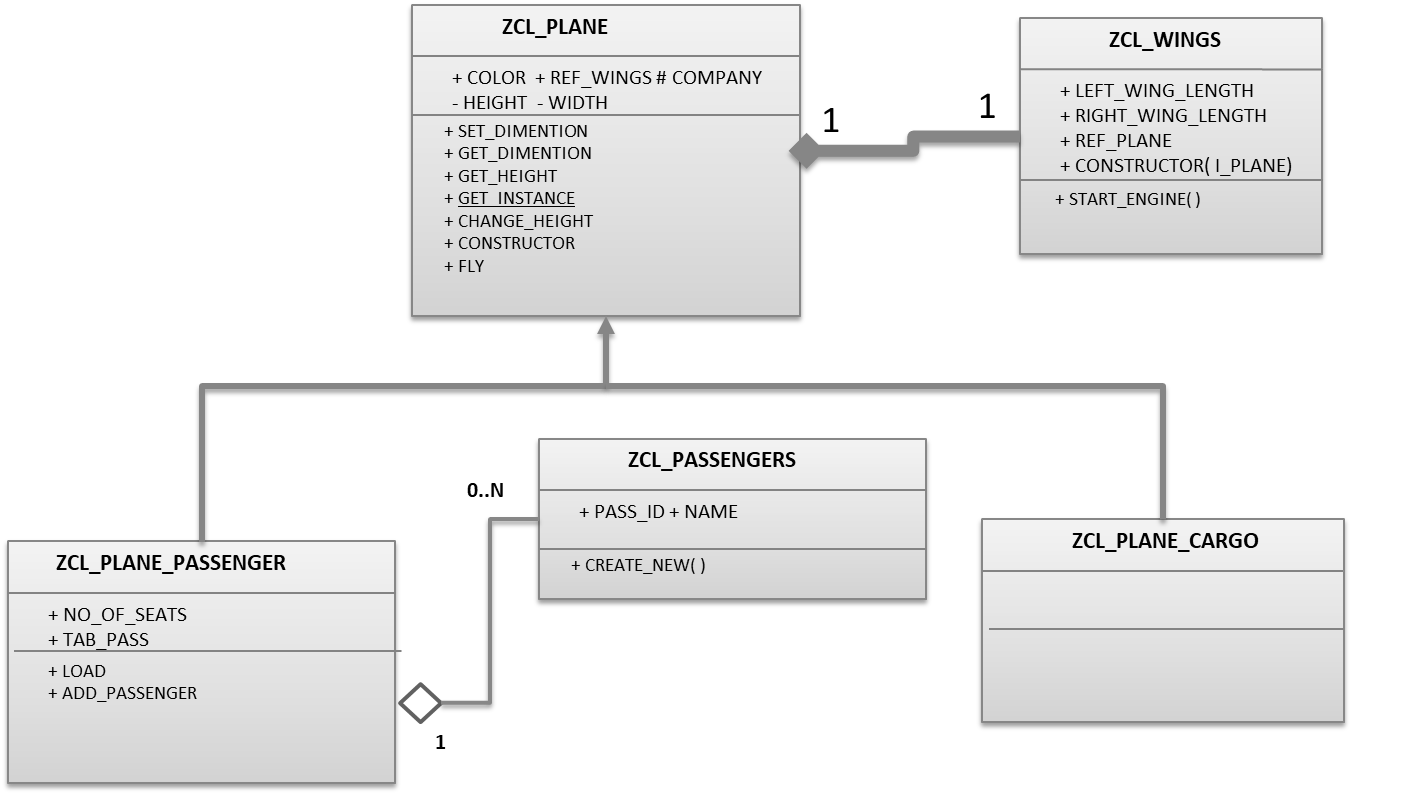 ZCL_PLANE
+ COLOR + REF_WINGS # COMPANY
- HEIGHT - WIDTH
+ SET_DIMENTION
+ GET_DIMENTION
+ GET_HEIGHT
+ GET_INSTANCE
+ CHANGE_HEIGHT
+ CONSTRUCTOR
+ FLY
1
1
ZCL_WINGS
+ LEFT_WING_LENGTH
+ RIGHT_WING_LENGTH
+ REF_PLANE
+ CONSTRUCTOR( I_PLANE)
+ START_ENGINE( )
ZCL_PLANE_PASSENGER
+ NO_OF_SEATS
+ TAB_PASS
+ LOAD
+ ADD_PASSENGER
1
0..N
ZCL_PASSENGERS
+ PASS_ID + NAME
+ CREATE_NEW( )
ZCL_PLANE_CARGO